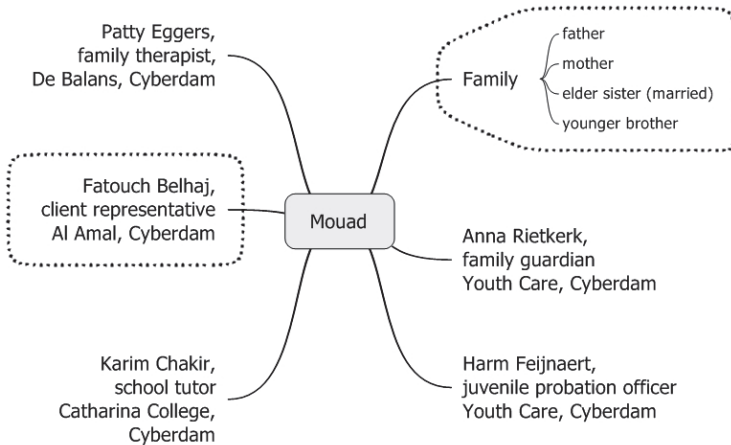 Patty Eggers,
family therapist,
De Balans, Cyberdam
Fatouch Belhaj,
client representative
Al Amal, Cyberdam
Karim Chakir,
school tutor
Catharina College,
Cyberdam
Mouad
Family
father
mother
elder sister (married)
younger brother
Anna Rietkerk,
family guardian
Youth Care, Cyberdam
Harm Feijnaert,
juvenile probation officer
Youth Care, Cyberdam